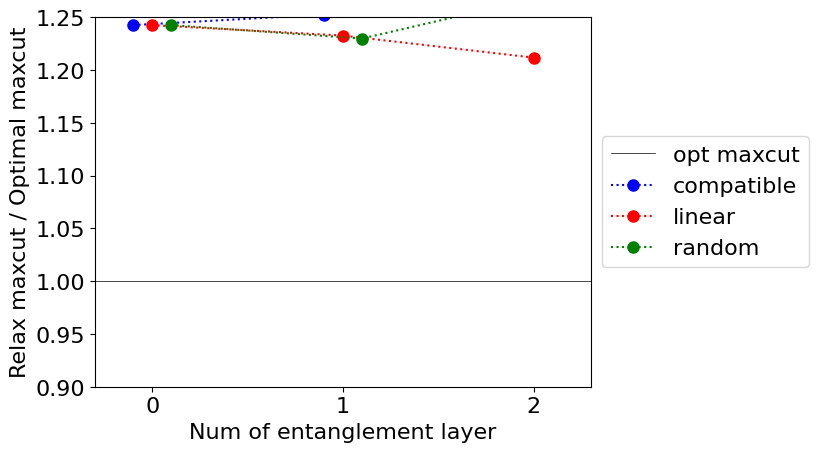 Relax maxcut / Optimal maxcut
1.25
1.20
1.15
1.10
1.05
1.00
0.95
0.90
0
1
2
Num of entanglement layer
opt maxcut
compatible
linear
random